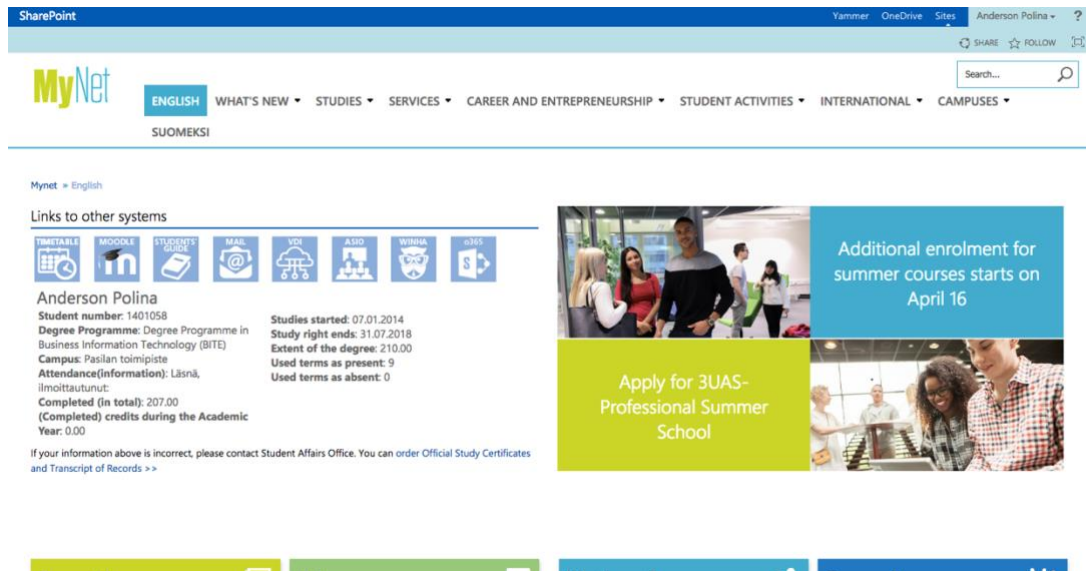 SharePoint
Yammer OneDrive Sites Anderson Polina ?
SHARE FOLLOW
MyNet
Search...
ENGLISH WHAT'S NEW STUDIES SERVICES CAREER AND ENTREPRENEURSHIP STUDENT ACTIVITIES INTERNATIONAL CAMPUSES
SUOMEKSI
Mynet » English
Links to other systems
TIMETABLE MOODLE STUDENTS' GUIDE MAIL VDI ASIO WINHA o365
Anderson Polina
Student number: 1401058
Degree Programme: Degree Programme in
Business Information Technology (BITE)
Campus: Pasilan toimipiste
Attendance(information): Läsnä,
ilmoittautunut:
Completed (in total): 207.00
(Completed) credits during the Academic
Year: 0.00
Studies started: 07.01.2014
Study right ends: 31.07.2018
Extent of the degree: 210.00
Used terms as present: 9
Used terms as absent: 0
If your information above is incorrect, please contact Student Affairs Office. You can order Official Study Certificates
and Transcript of Records >>
Additional enrolment for
summer courses starts on
April 16
Apply for 3UAS-
Professional Summer
School